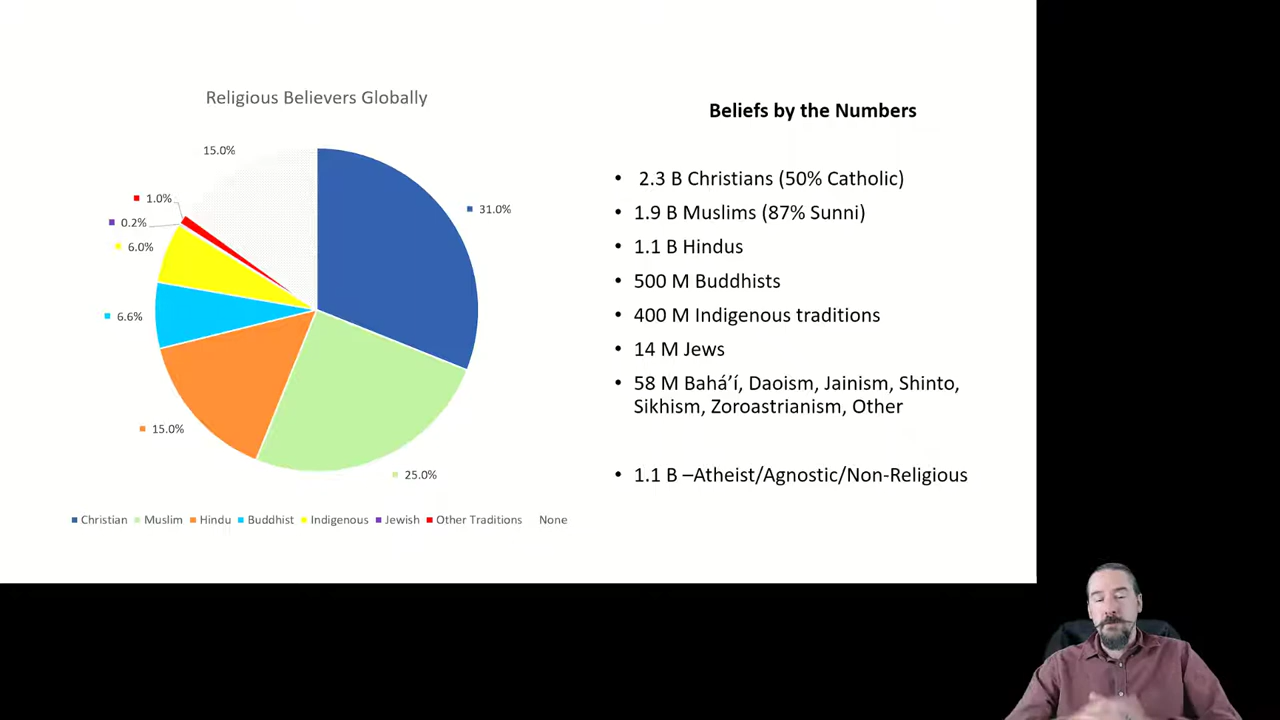 Religious Believers Globally
15.0%
1.0%
0.2%
6.0%
6.6%
15.0%
25.0%
31.0%
Christian Muslim Hindu Buddhist Indigenous Jewish Other Traditions None
Beliefs by the Numbers
• 2.3 B Christians (50% Catholic)
• 1.9 B Muslims (87% Sunni)
• 1.1 B Hindus
• 500 M Buddhists
• 400 M Indigenous traditions
• 14 M Jews
• 58 M Bahá’í, Daoism, Jainism, Shinto,
Sikhism, Zoroastrianism, Other
• 1.1 B –Atheist/Agnostic/Non-Religious